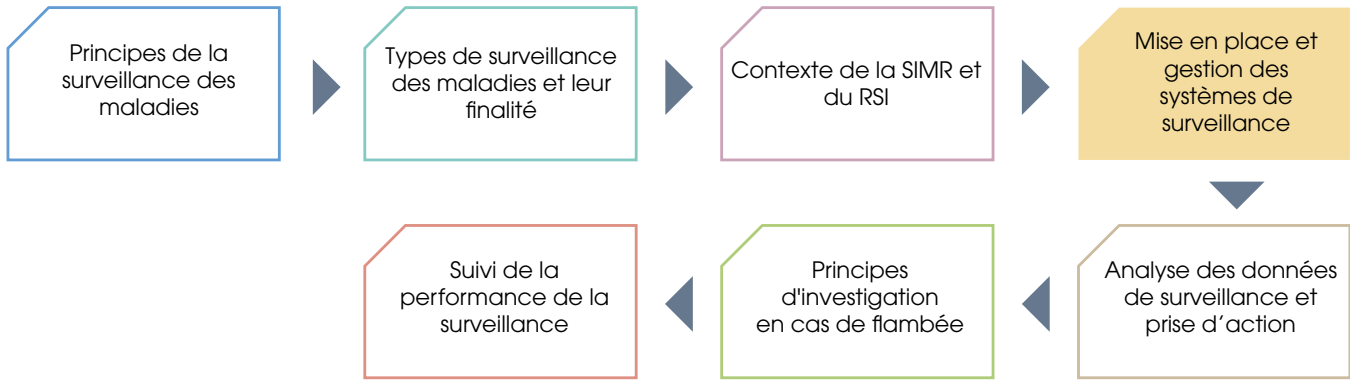 Principes de la
surveillance des
maladies
Types de surveillance
des maladies et leur
finalité
Contexte de la SIMR et
du RSI
Mise en place et
gestion des
systèmes de
surveillance
Analyse des données
de surveillance et
prise d’action
Principes
d'investigation
en cas de flambée
Suivi de la
performance de la
surveillance